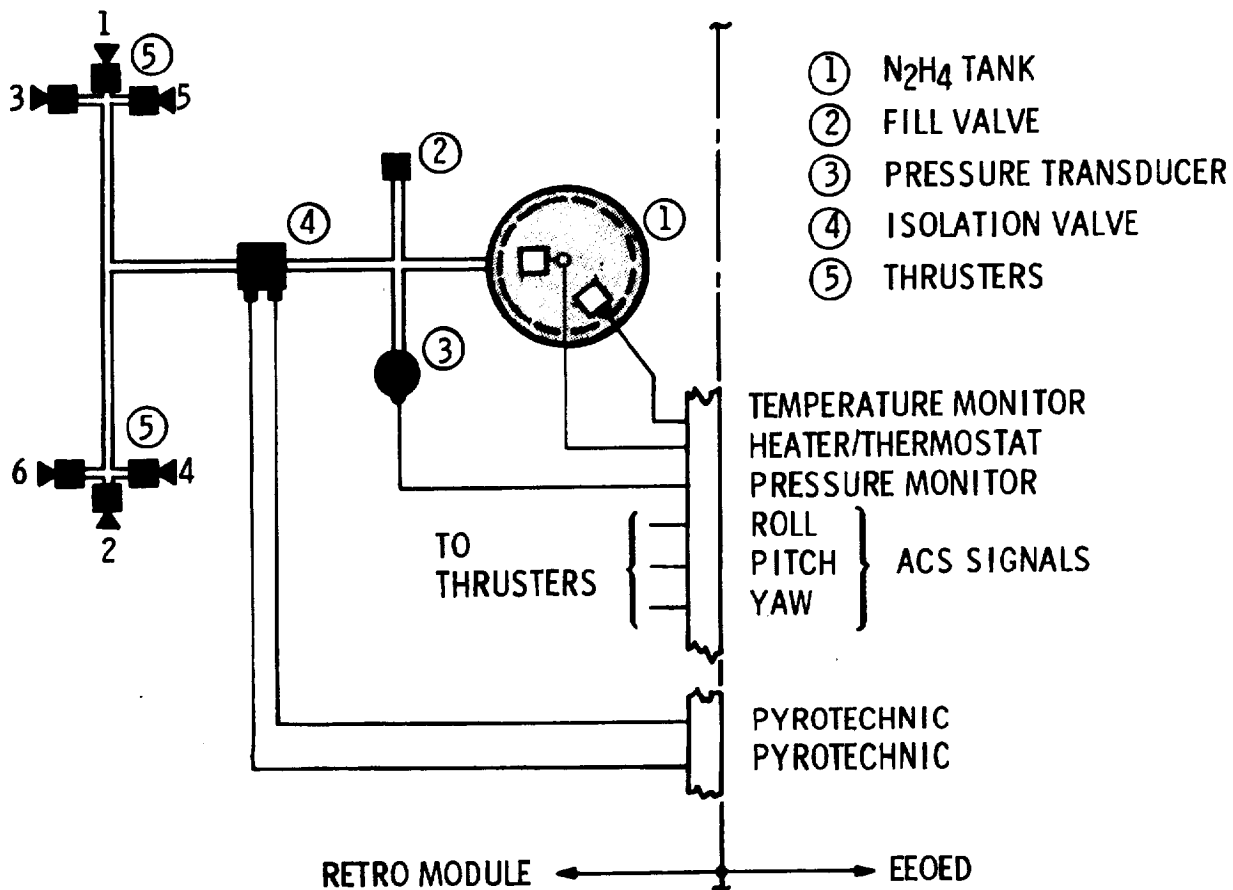 1
⑤
3
5
② 
④
①
③
⑤
6
4
2
① N₂H₄ TANK
② FILL VALVE
③ PRESSURE TRANSDUCER
④ ISOLATION VALVE
⑤ THRUSTERS
TEMPERATURE MONITOR
HEATER/THERMOSTAT
PRESSURE MONITOR
TO
THRUSTERS
ROLL
PITCH
YAW
ACS SIGNALS
PYROTECHNIC
PYROTECHNIC
RETRO MODULE
EEOED